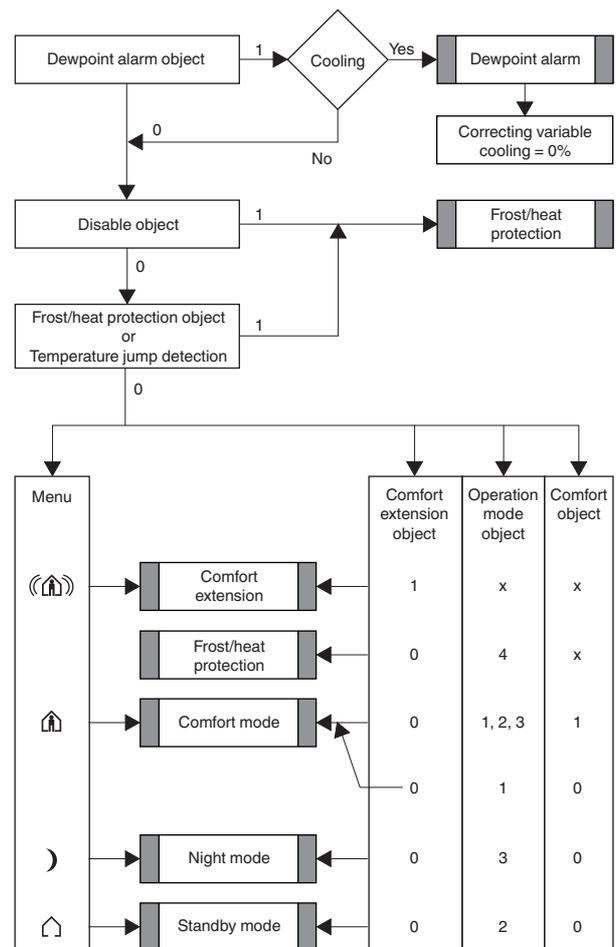 Dewpoint alarm object
1
Cooling
Yes
Dewpoint alarm
0
No
Correcting variable
cooling = 0%
Disable object
1
Frost/heat
protection
0
Frost/heat protection object
or
Temperature jump detection
1
0
Menu
Comfort
extension
object
Operation
mode
object
Comfort
object
Comfort
extension
1 x x
Frost/heat
protection
0 4 x
Comfort mode 0 1, 2, 3 1
0 1 0
Night mode 0 3 0
Standby mode 0 2 0